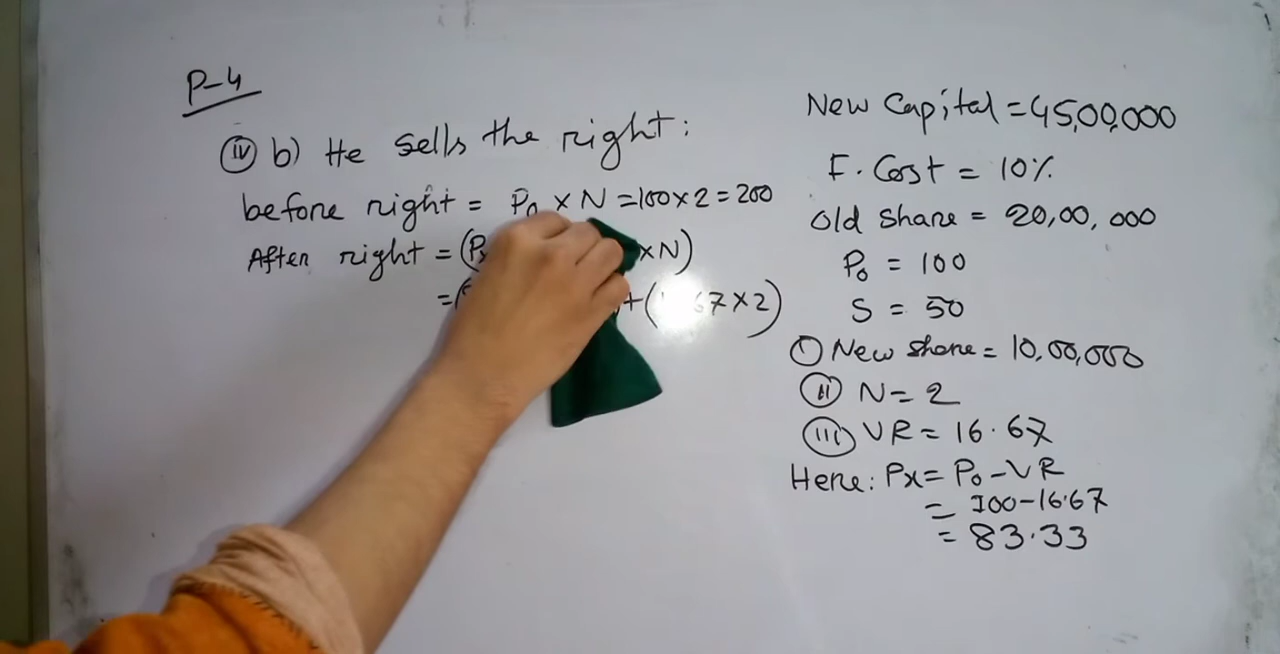 P-4
(iv) b) He sells the right:
before right = P₀ × N = 100 × 2 = 200
After right = (Px × N)
= ( + ( 67 × 2)
New Capital = 45,00,000
F. Cost = 10%
Old Share = 20,00,000
P₀ = 100
S = 50
(i) New share = 10,00,000
(ii) N = 2
(iii) VR = 16.67
Here: Px = P₀ - VR
= 100 - 16.67
= 83.33